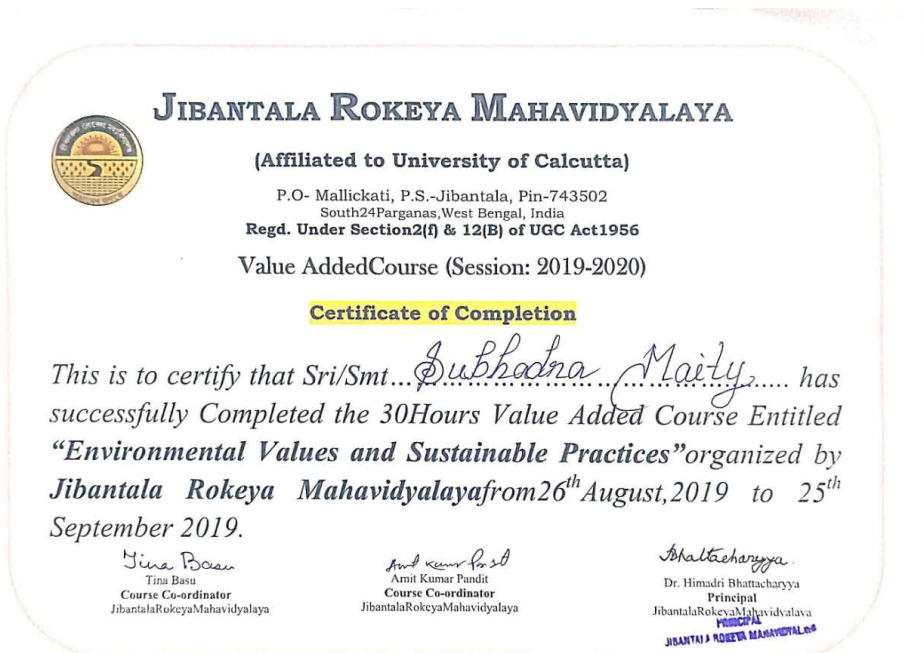 JIBANTALA ROKEYA MAHAVIDYALAYA
(Affiliated to University of Calcutta)
P.O- Mallickati, P.S.-Jibantala, Pin-743502
South24Parganas,West Bengal, India
Regd. Under Section2(f) & 12(B) of UGC Act1956
Value AddedCourse (Session: 2019-2020)
Certificate of Completion
This is to certify that Sri/Smt...Subhadra Maity..... has
successfully Completed the 30Hours Value Added Course Entitled
“Environmental Values and Sustainable Practices”organized by
Jibantala Rokeya Mahavidyalayafrom26th August,2019 to 25th
September 2019.
Tina Basu
Tina Basu
Course Co-ordinator
JibantalaRokeyaMahavidyalaya
Amit Kumar Pandit
Course Co-ordinator
JibantalaRokeyaMahavidyalaya
Bhattacharyya.
Dr. Himadri Bhattacharyya
Principal
JibantalaRokeyaMahavidyalaya
PRINCIPAL
JIBANTALA ROKEYA